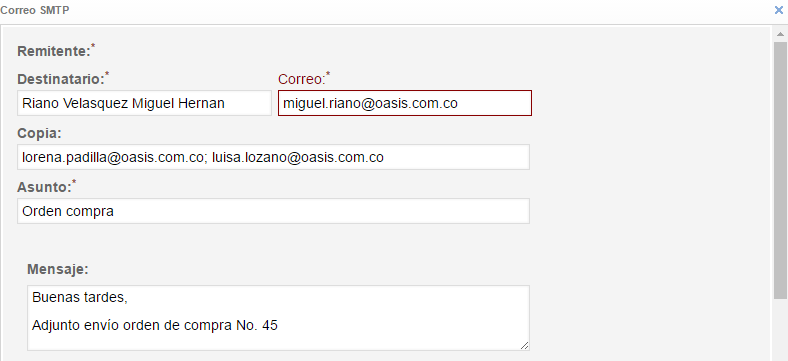 Correo SMTP
Remitente:*
Destinatario:* Correo:*
Riano Velasquez Miguel Hernan miguel.riano@oasis.com.co
Copia:
lorena.padilla@oasis.com.co; luisa.lozano@oasis.com.co
Asunto:*
Orden compra
Mensaje:
Buenas tardes,
Adjunto envío orden de compra No. 45